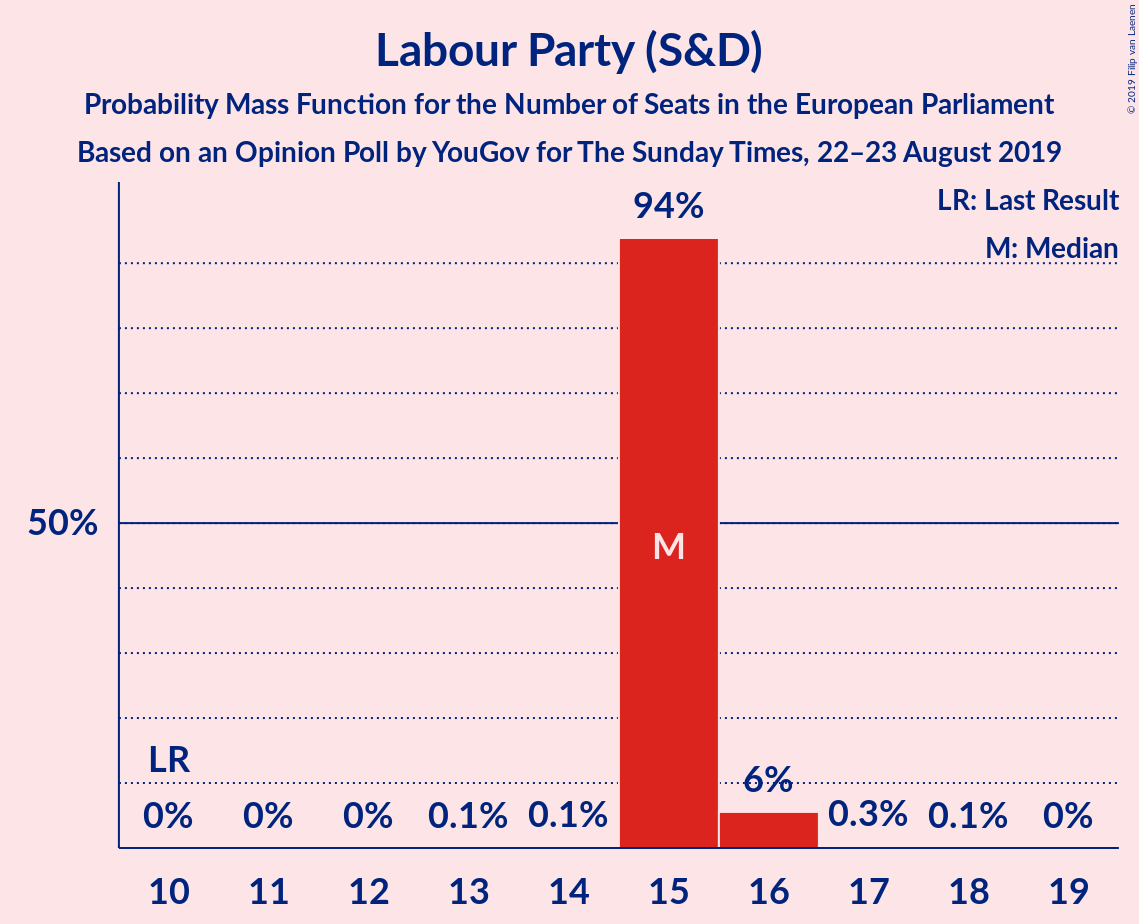 Labour Party (S&D)
Probability Mass Function for the Number of Seats in the European Parliament
Based on an Opinion Poll by YouGov for The Sunday Times, 22–23 August 2019
© 2019 Filip van Laenen
LR: Last Result
M: Median
94%
50%
M
LR
6%
0% 0% 0% 0.1% 0.1% 0.3% 0.1% 0%
10 11 12 13 14 15 16 17 18 19